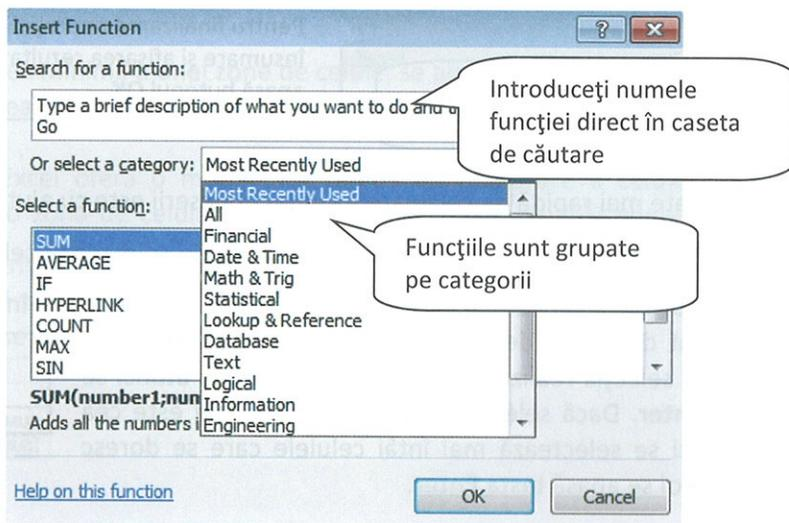 Insert Function
Search for a function:
Type a brief description of what you want to do and
Go
Introduceţi numele
funcţiei direct în caseta
de căutare
Or select a category: Most Recently Used
Most Recently Used
All
Financial
Date & Time
Math & Trig
Statistical
Lookup & Reference
Database
Text
Logical
Information
Engineering
Funcţiile sunt grupate
pe categorii
Select a function:
SUM
AVERAGE
IF
HYPERLINK
COUNT
MAX
SIN
SUM(number1;num
Adds all the numbers i
Help on this function
OK
Cancel